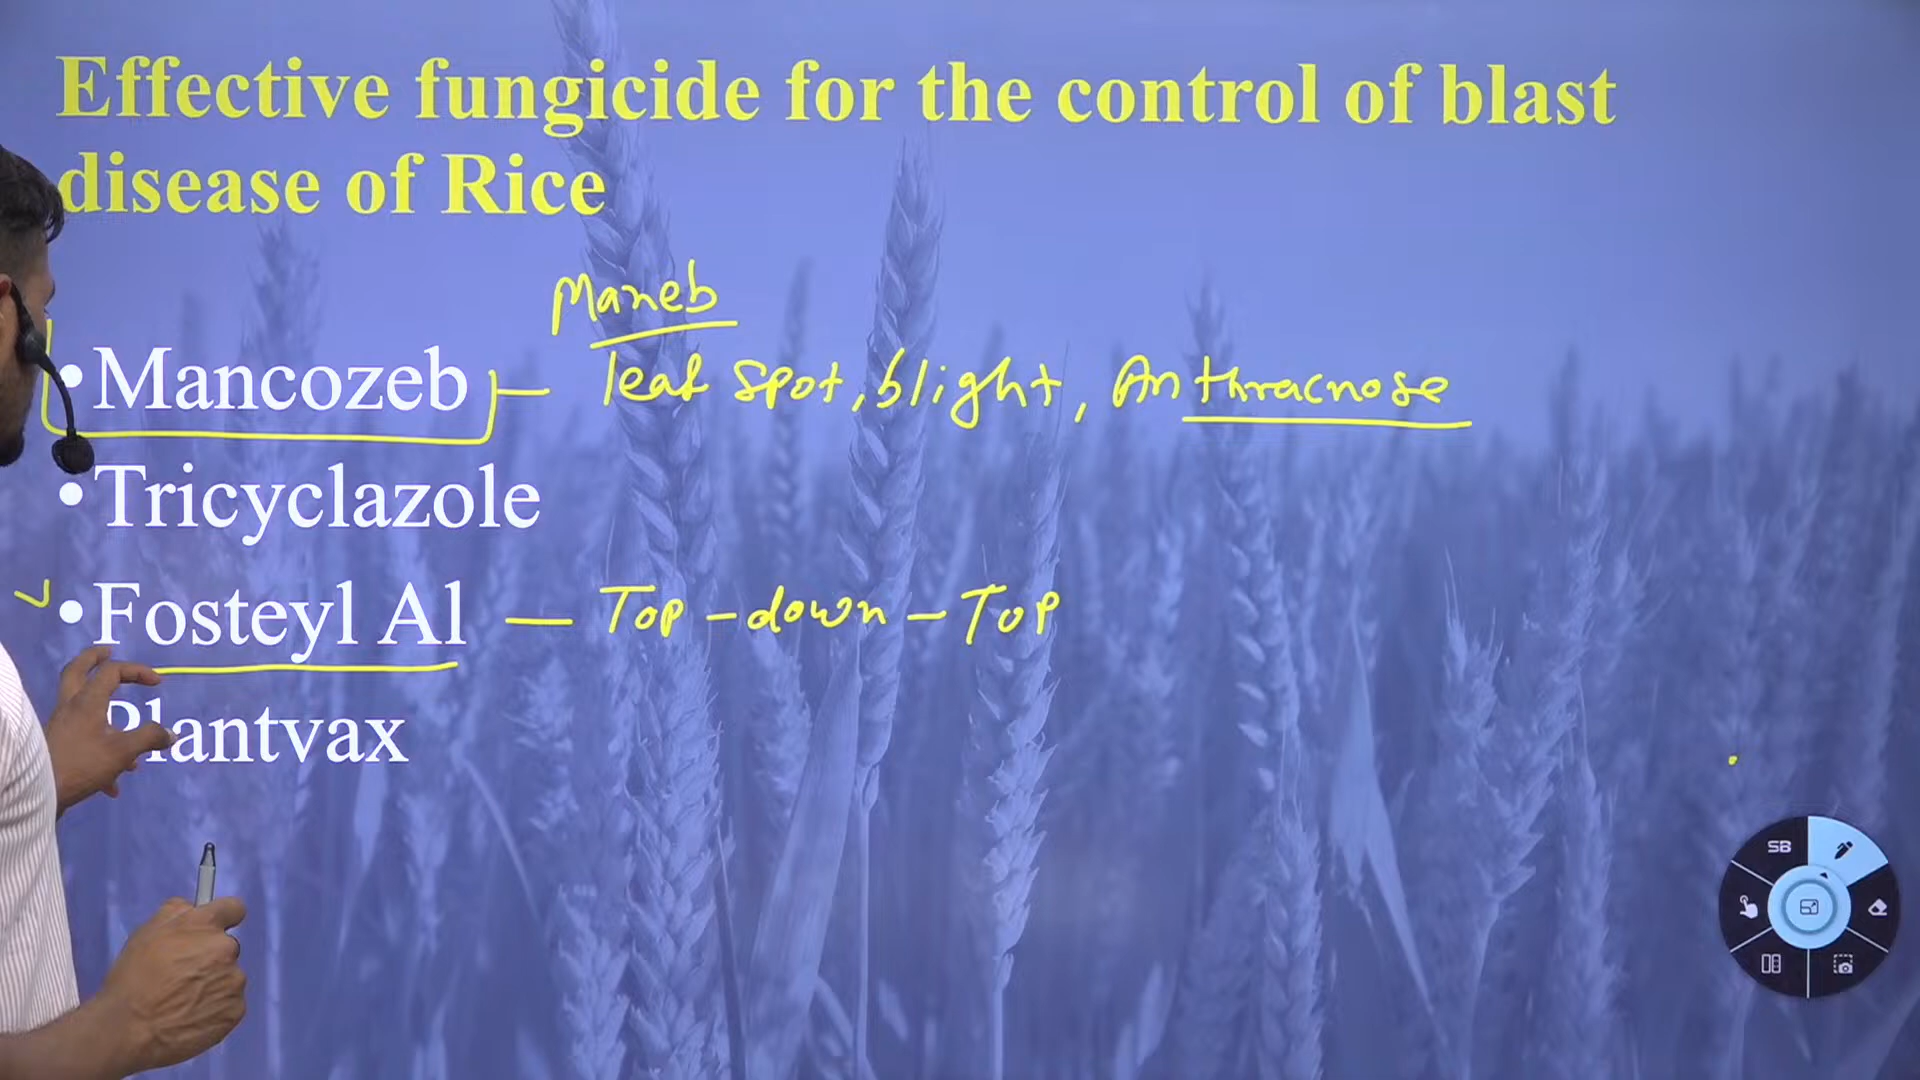 Effective fungicide for the control of blast
disease of Rice
Maneb
•Mancozeb — leaf spot, blight, Anthracnose
•Tricyclazole
•Fosteyl Al — Top - down - Top
Plantvax
SB